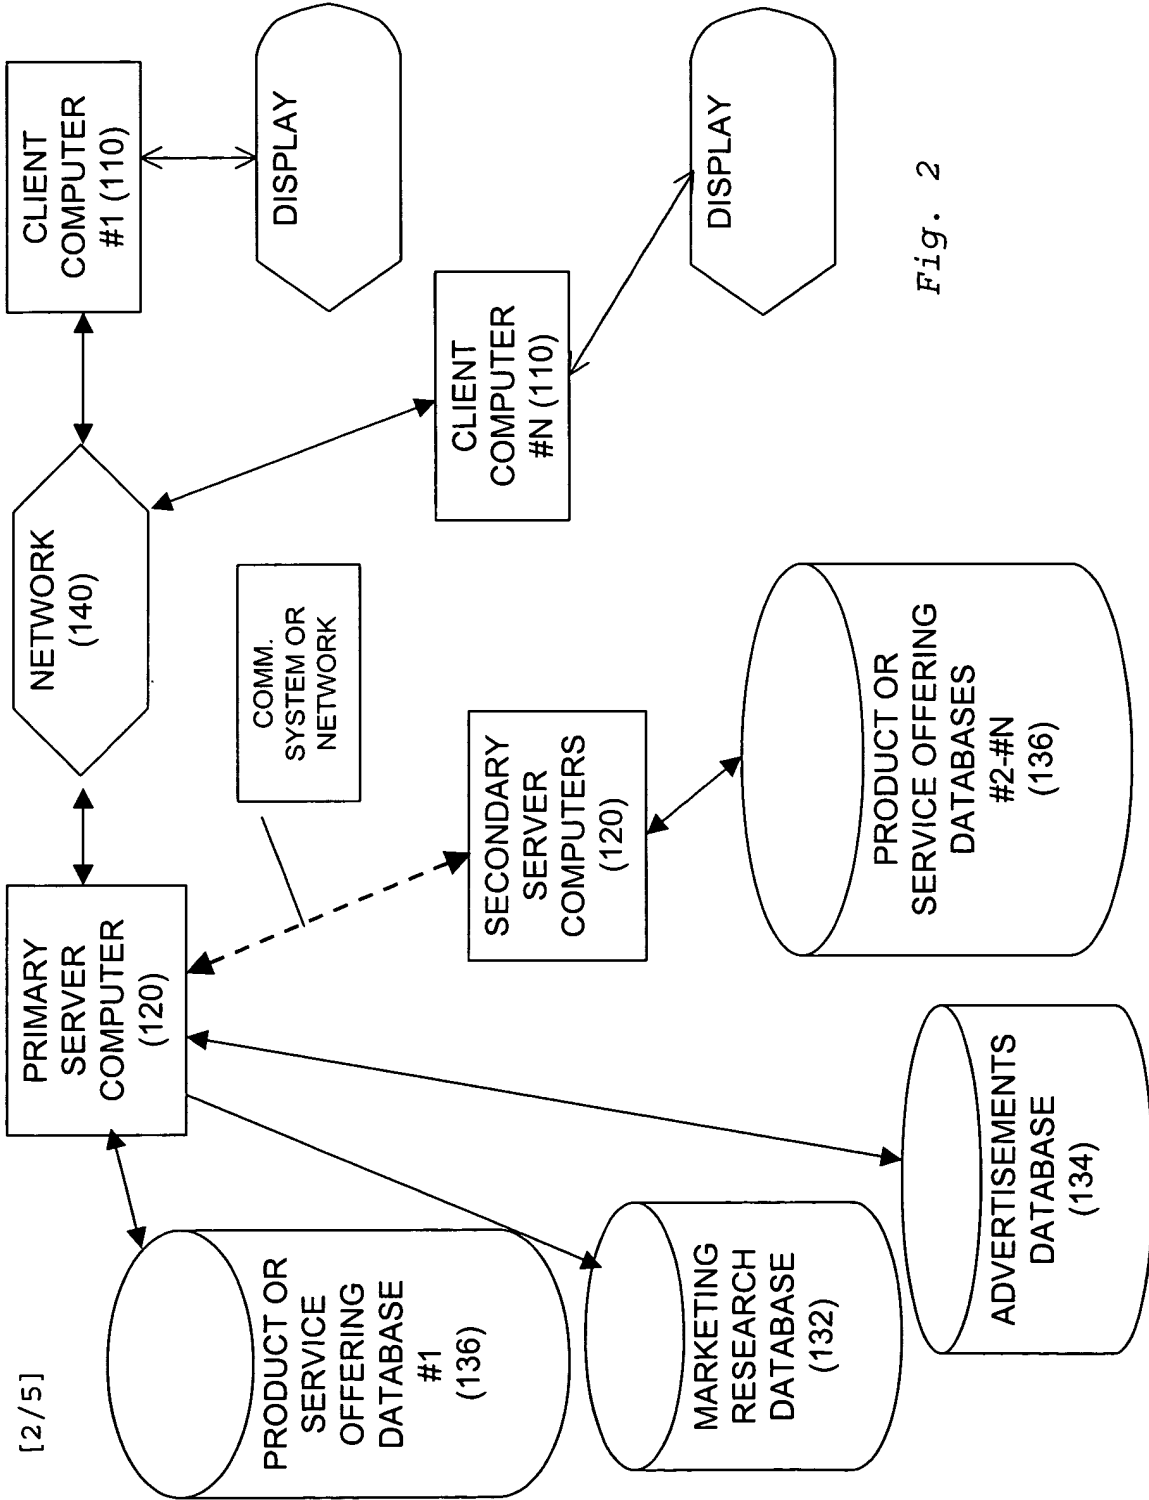 [2/5]
PRIMARY
SERVER
COMPUTER
(120)
NETWORK
(140)
CLIENT
COMPUTER
#1 (110)
DISPLAY
COMM.
SYSTEM OR
NETWORK
CLIENT
COMPUTER
#N (110)
DISPLAY
PRODUCT OR
SERVICE
OFFERING
DATABASE
#1
(136)
SECONDARY
SERVER
COMPUTERS
(120)
MARKETING
RESEARCH
DATABASE
(132)
PRODUCT OR
SERVICE OFFERING
DATABASES
#2-#N
(136)
ADVERTISEMENTS
DATABASE
(134)
Fig. 2